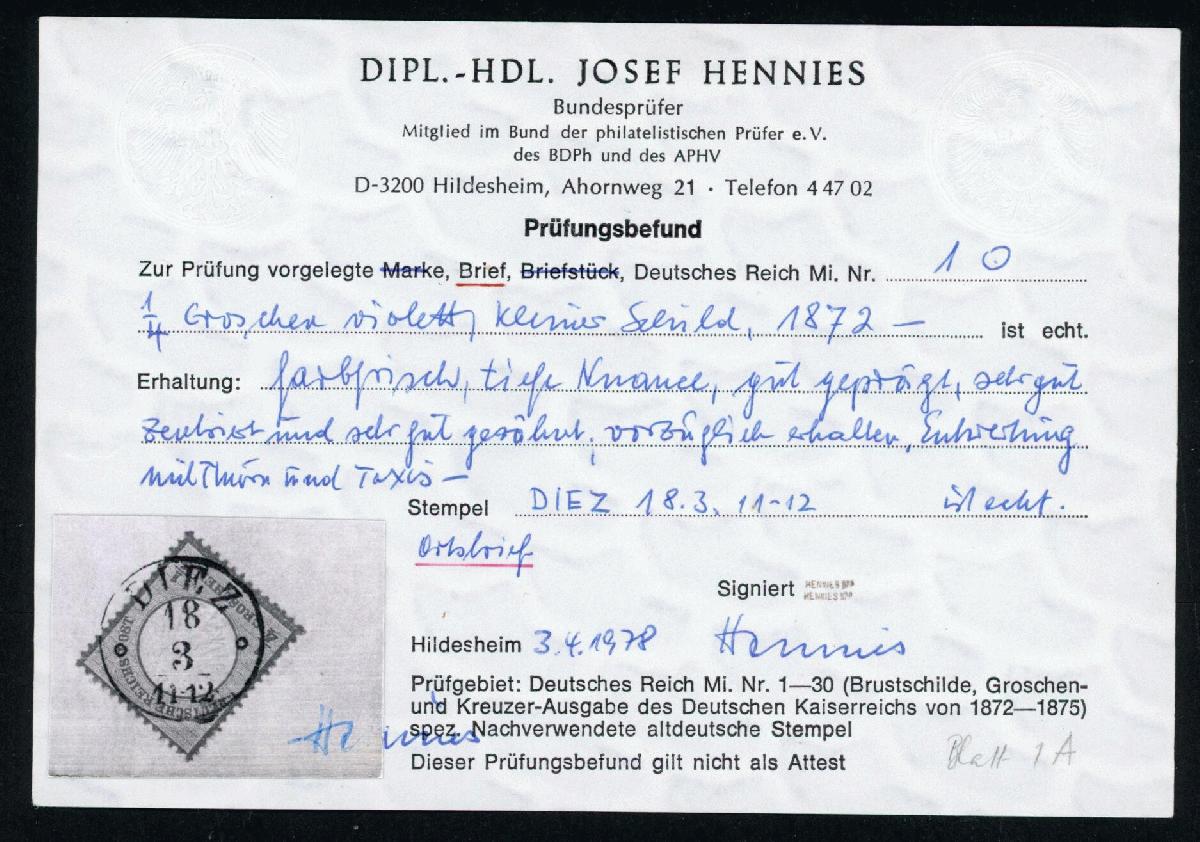 DIPL.-HDL. JOSEF HENNIES
Bundesprüfer
Mitglied im Bund der philatelistischen Prüfer e.V.
des BDPh und des APHV
D-3200 Hildesheim, Ahornweg 21 · Telefon 4 47 02
Prüfungsbefund
Zur Prüfung vorgelegte Marke, Brief, Briefstück, Deutsches Reich Mi. Nr. 10
1/4 Groschen violett, kleiner Schild, 1872 — ist echt.
Erhaltung: farbfrisch, tiefe Nuance, gut geprägt, sehr gut
zentriert und sehr gut gezähnt, vorzüglich erhalten, Entwertung
mit Thurn und Taxis —
Stempel DIEZ 18.3. 11-12 ist echt.
Ortsbrief
DIEZ
18
3
11-12
DEUTSCHE REICHS-POST
Signiert HENNIES
HENNIES
Hildesheim 3.4.1978 Hennies
Prüfgebiet: Deutsches Reich Mi. Nr. 1—30 (Brustschilde, Groschen-
und Kreuzer-Ausgabe des Deutschen Kaiserreichs von 1872—1875)
spez. Nachverwendete altdeutsche Stempel
Hennies
Dieser Prüfungsbefund gilt nicht als Attest
Blatt 1A